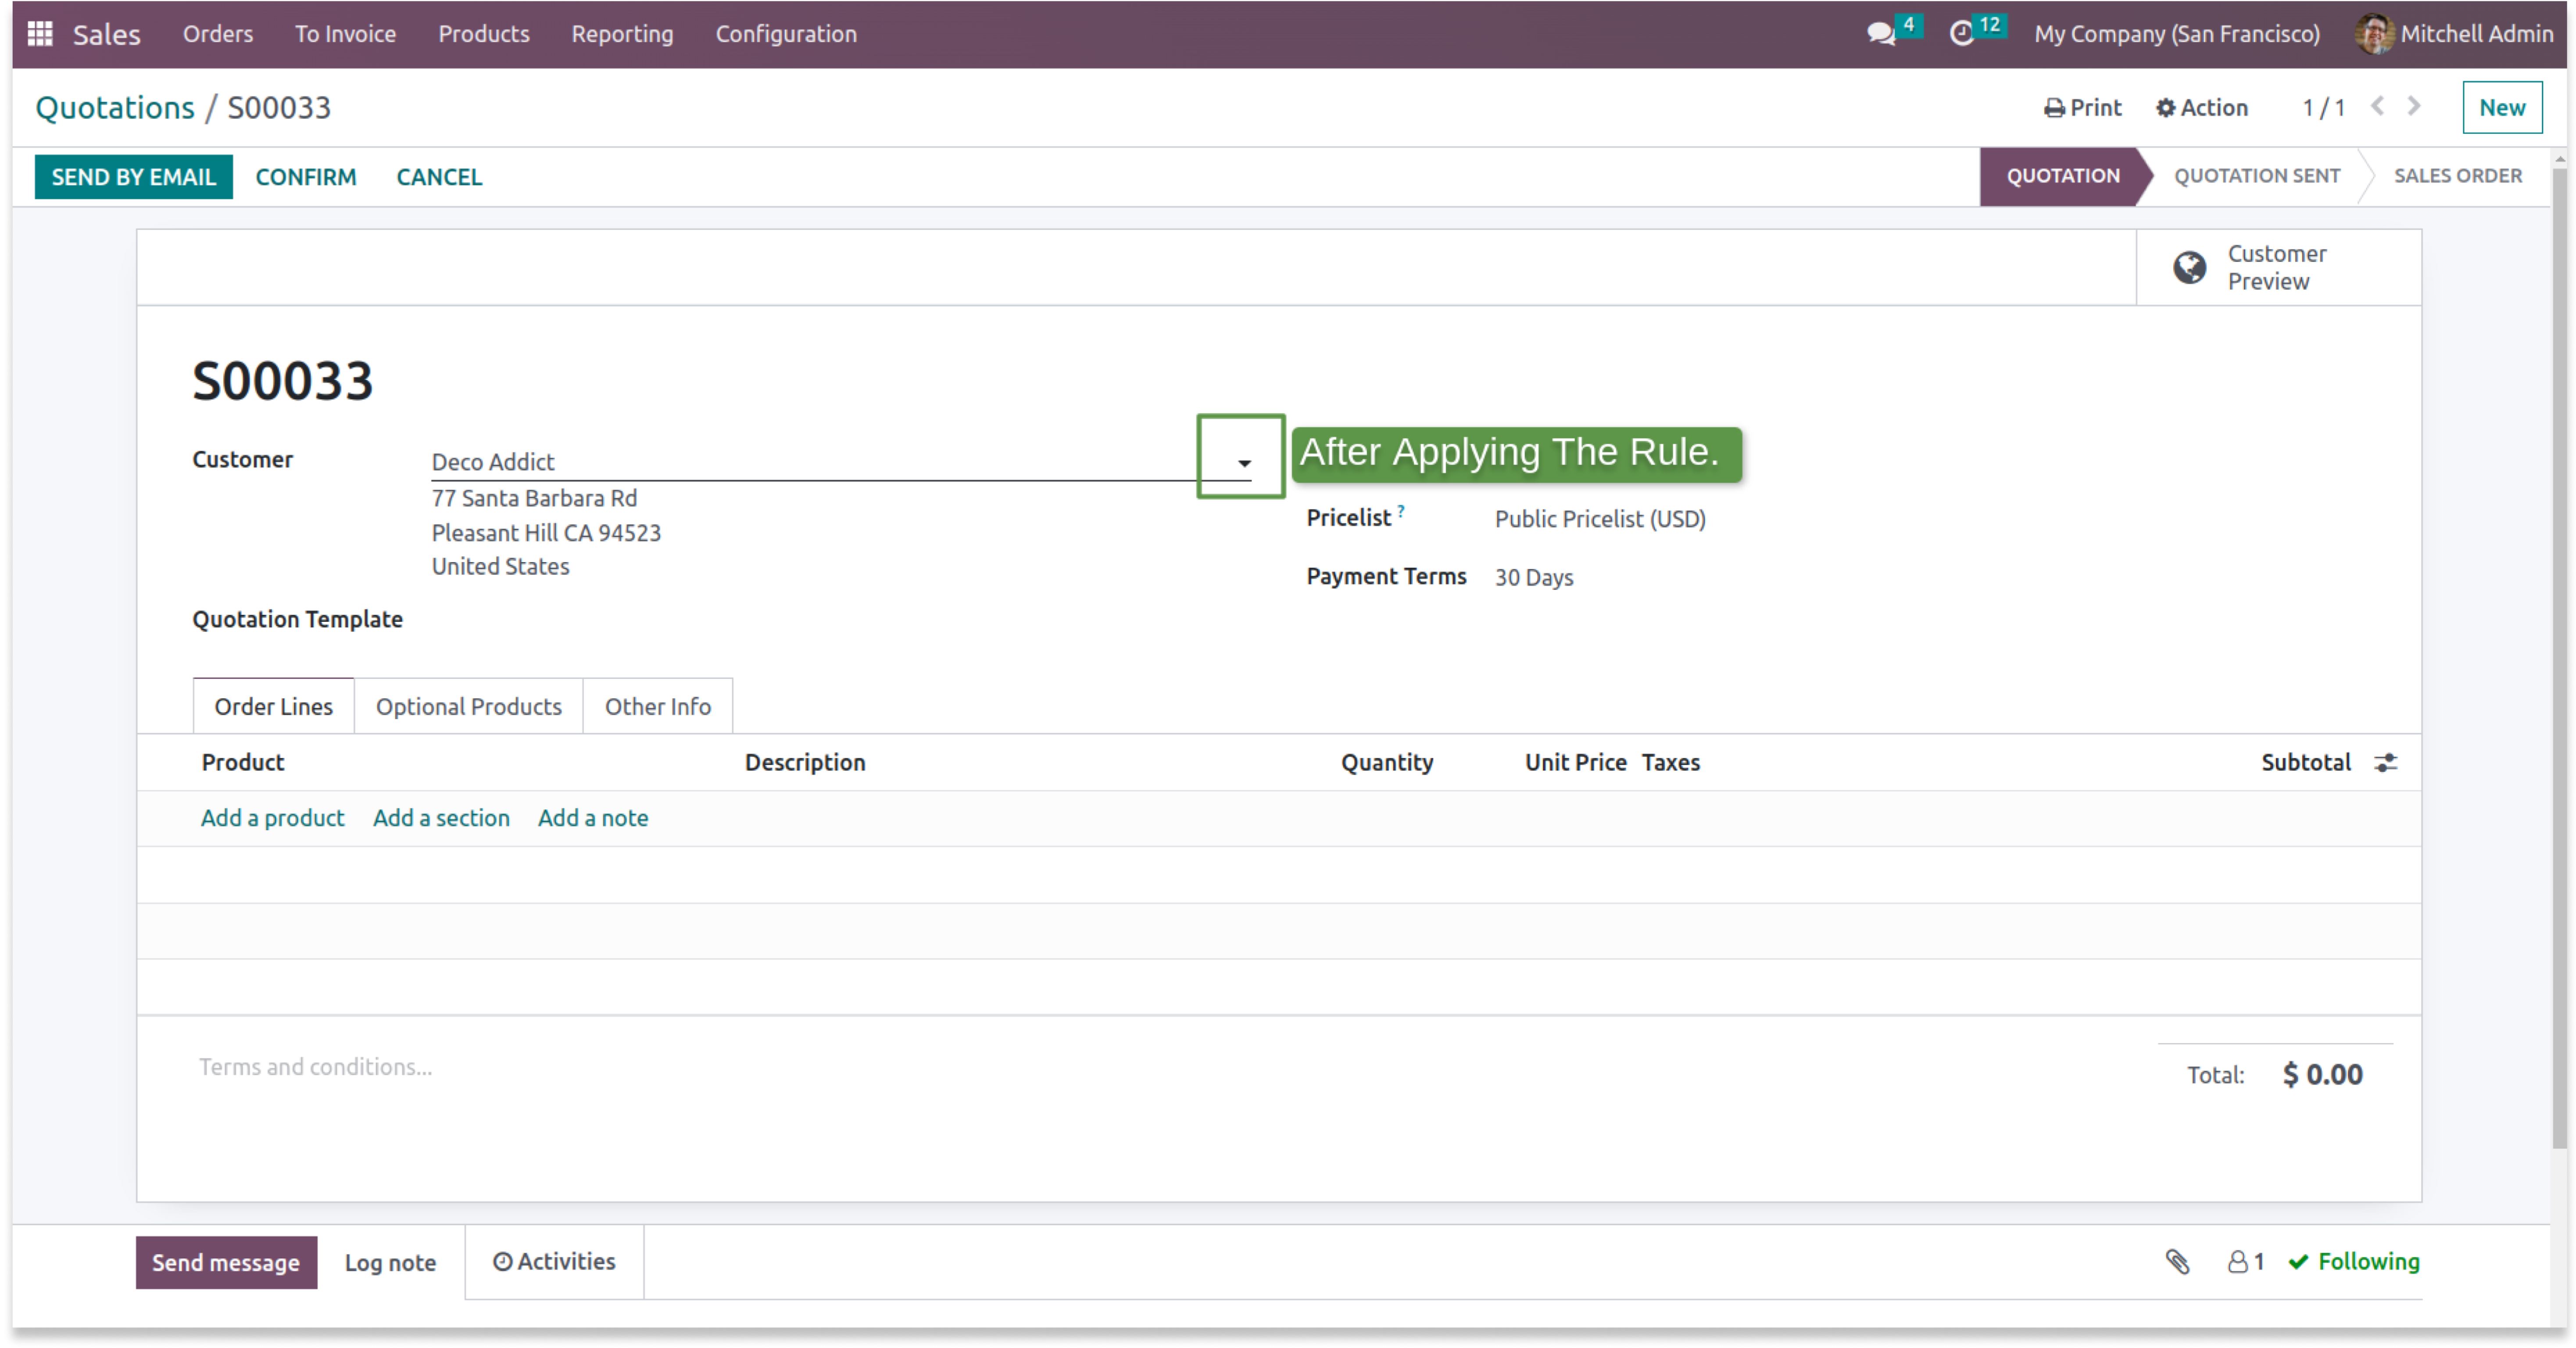 Sales Orders To Invoice Products Reporting Configuration 4 12 My Company (San Francisco) Mitchell Admin
Quotations / S00033 Print Action 1 / 1 New
SEND BY EMAIL CONFIRM CANCEL QUOTATION QUOTATION SENT SALES ORDER
Customer
Preview
S00033
Customer Deco Addict After Applying The Rule.
77 Santa Barbara Rd
Pricelist ? Public Pricelist (USD)
Pleasant Hill CA 94523
United States
Payment Terms 30 Days
Quotation Template
Order Lines Optional Products Other Info
Product Description Quantity Unit Price Taxes Subtotal
Add a product Add a section Add a note
Terms and conditions...
Total: $ 0.00
Send message Log note Activities 1 Following